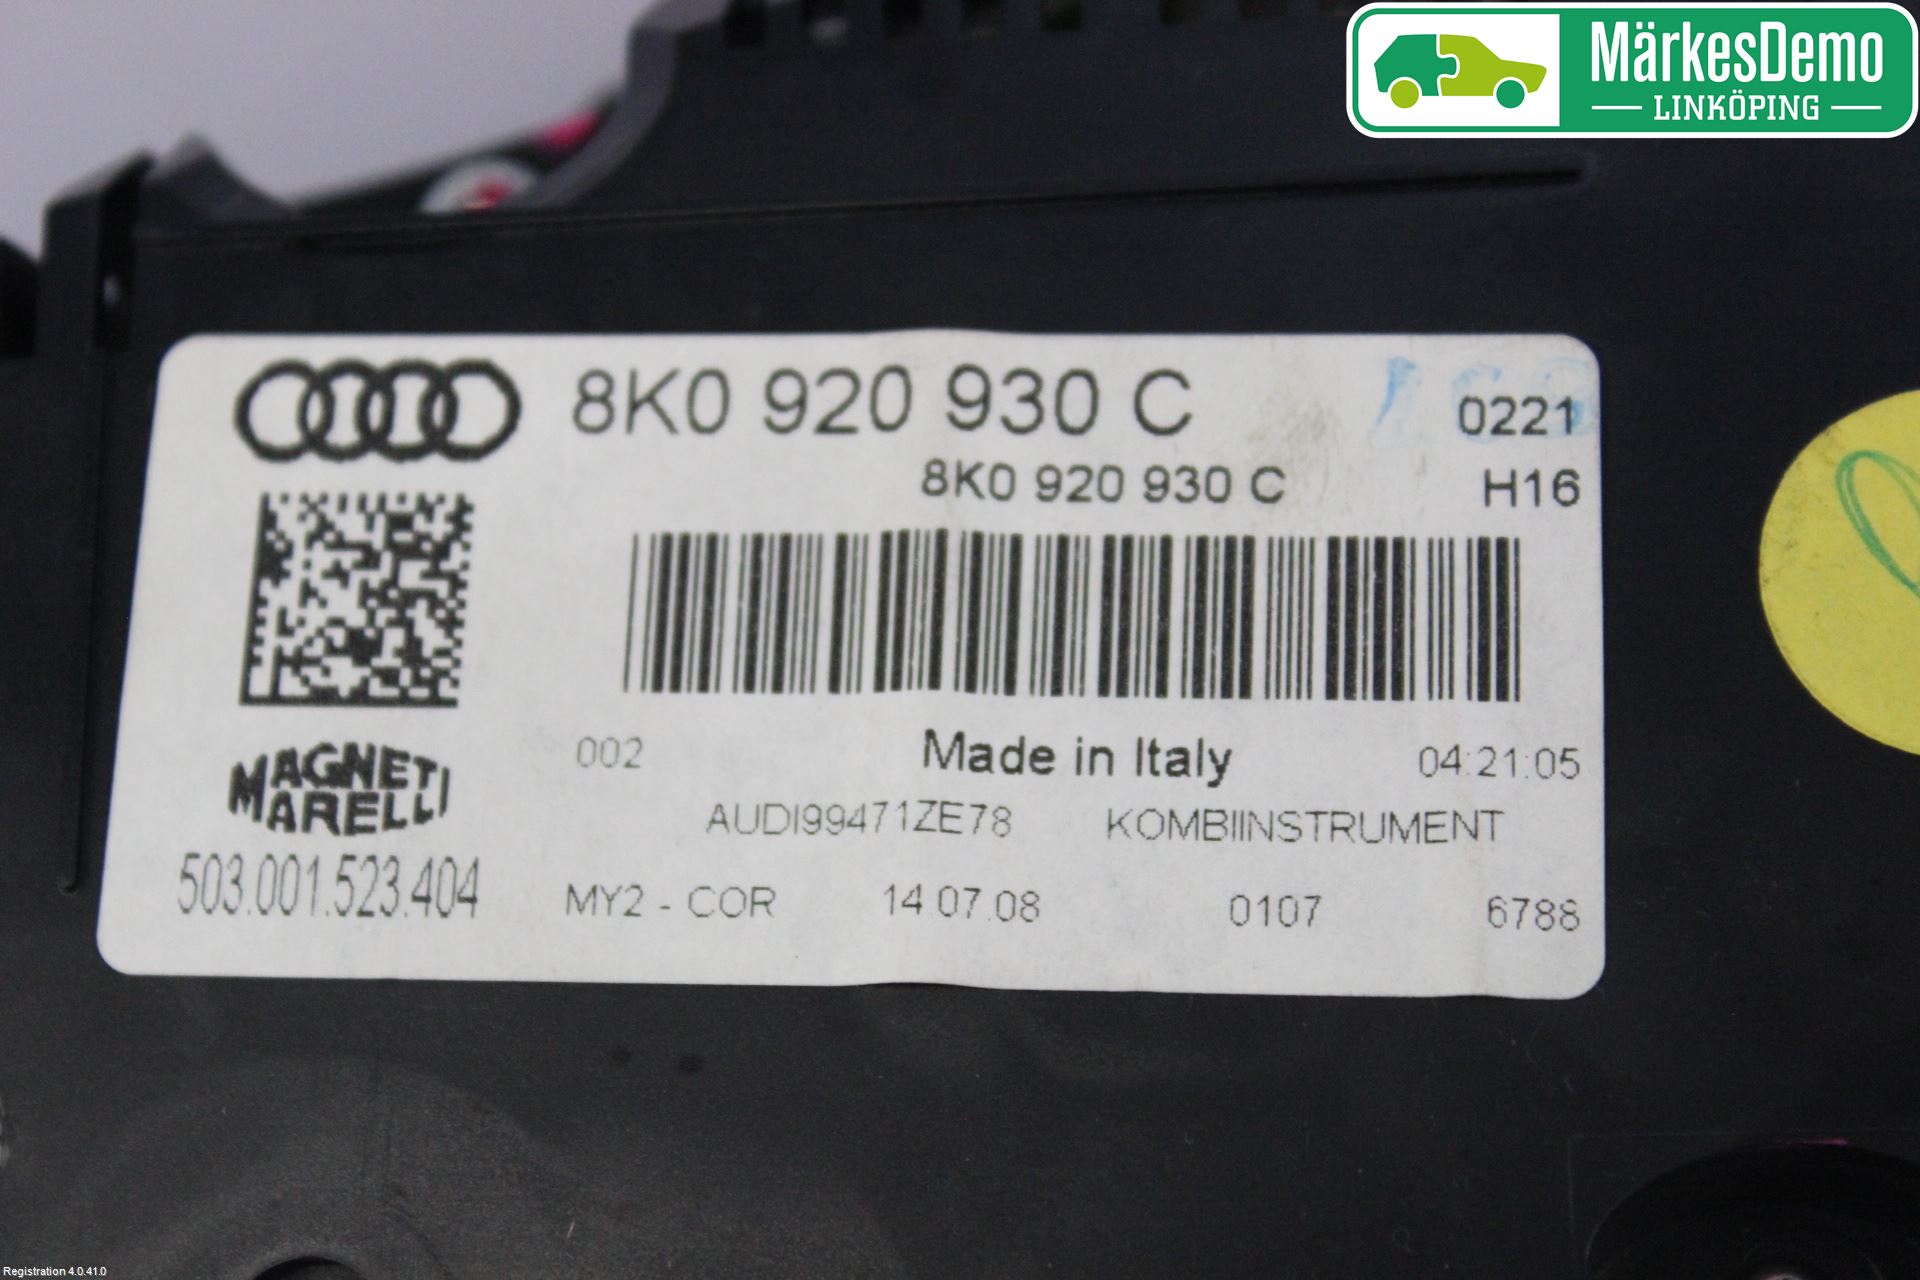 MärkesDemo
LINKÖPING
8K0 920 930 C 0221
8K0 920 930 C H16
002 Made in Italy 04:21:05
MAGNETI MARELLI
AUDI99471ZE78 KOMBIINSTRUMENT
503.001.523.404
MY2 - COR 14.07.08 0107 6788
Registration 4.0.41.0